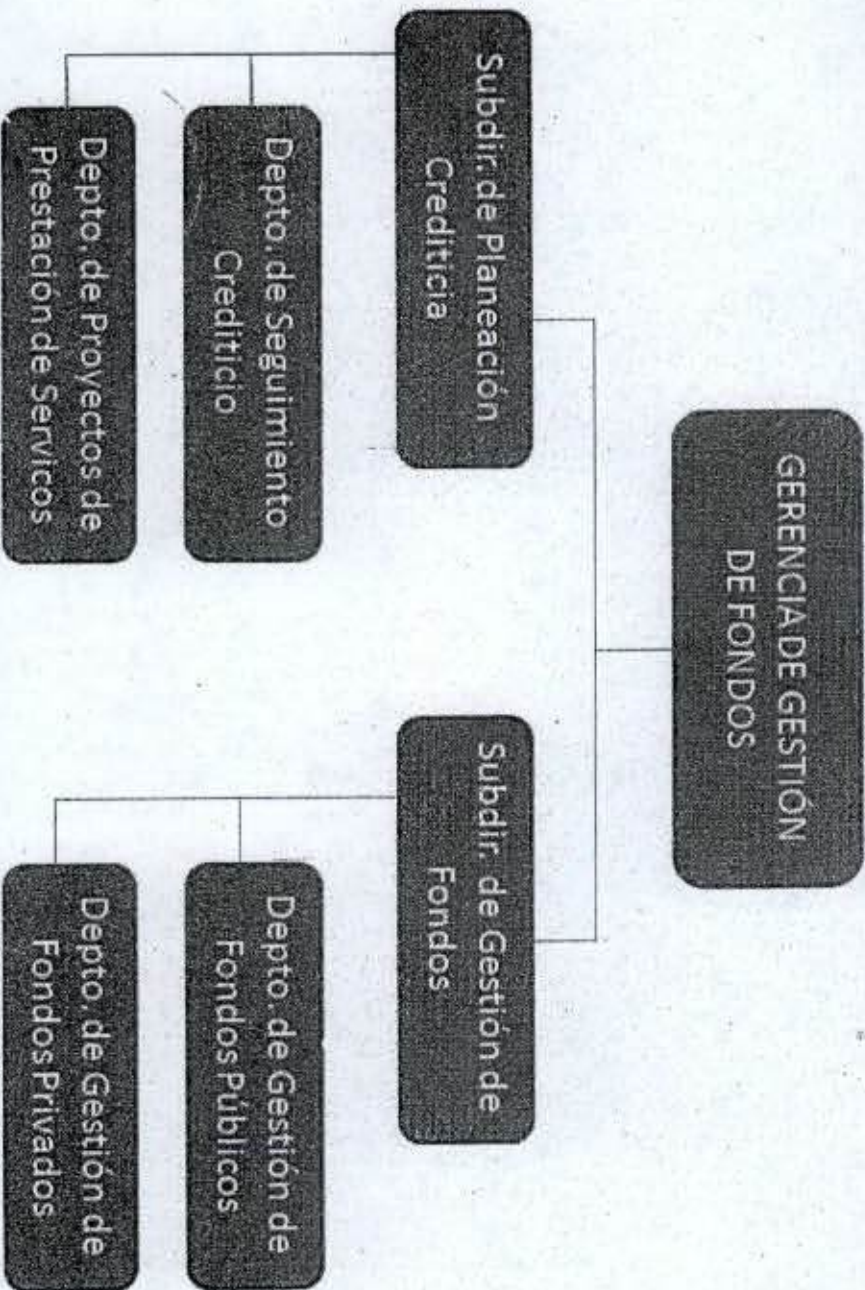 GERENCIA DE GESTIÓN
DE FONDOS
Subdir. de Planeación
Crediticia
Depto. de Seguimiento
Crediticio
Depto. de Proyectos de
Prestación de Servicos
Subdir. de Gestión de
Fondos
Depto. de Gestión de
Fondos Públicos
Depto. de Gestión de
Fondos Privados